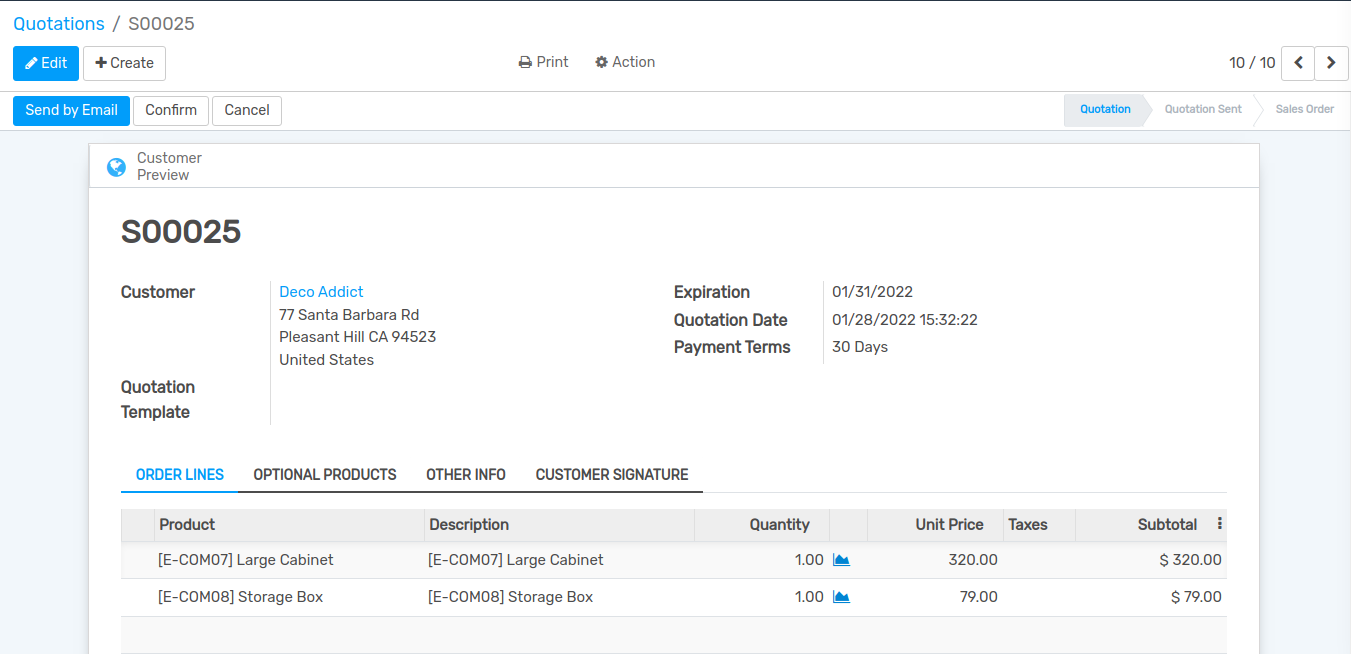 Quotations / S00025
Edit Create Print Action 10 / 10
Send by Email Confirm Cancel Quotation Quotation Sent Sales Order
Customer
Preview
S00025
Customer Deco Addict Expiration 01/31/2022
77 Santa Barbara Rd Quotation Date 01/28/2022 15:32:22
Pleasant Hill CA 94523 Payment Terms 30 Days
United States
Quotation
Template
ORDER LINES OPTIONAL PRODUCTS OTHER INFO CUSTOMER SIGNATURE
Product Description Quantity Unit Price Taxes Subtotal
[E-COM07] Large Cabinet [E-COM07] Large Cabinet 1.00 320.00 $ 320.00
[E-COM08] Storage Box [E-COM08] Storage Box 1.00 79.00 $ 79.00